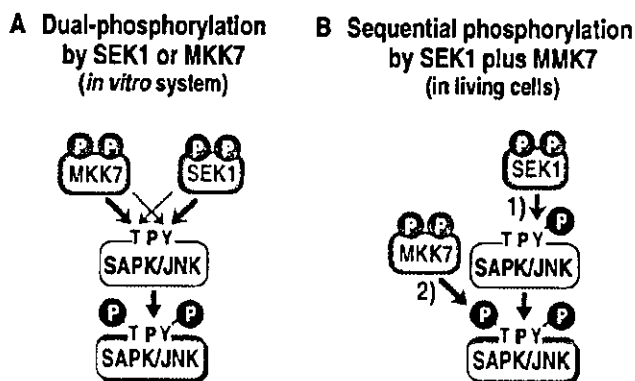 A Dual-phosphorylation
by SEK1 or MKK7
(in vitro system)
P P
MKK7
P P
SEK1
T P Y
SAPK/JNK
P P
T P Y
SAPK/JNK
B Sequential phosphorylation
by SEK1 plus MMK7
(in living cells)
P P
SEK1
1)
P
T P Y
SAPK/JNK
P P
MKK7
2)
P P
T P Y
SAPK/JNK